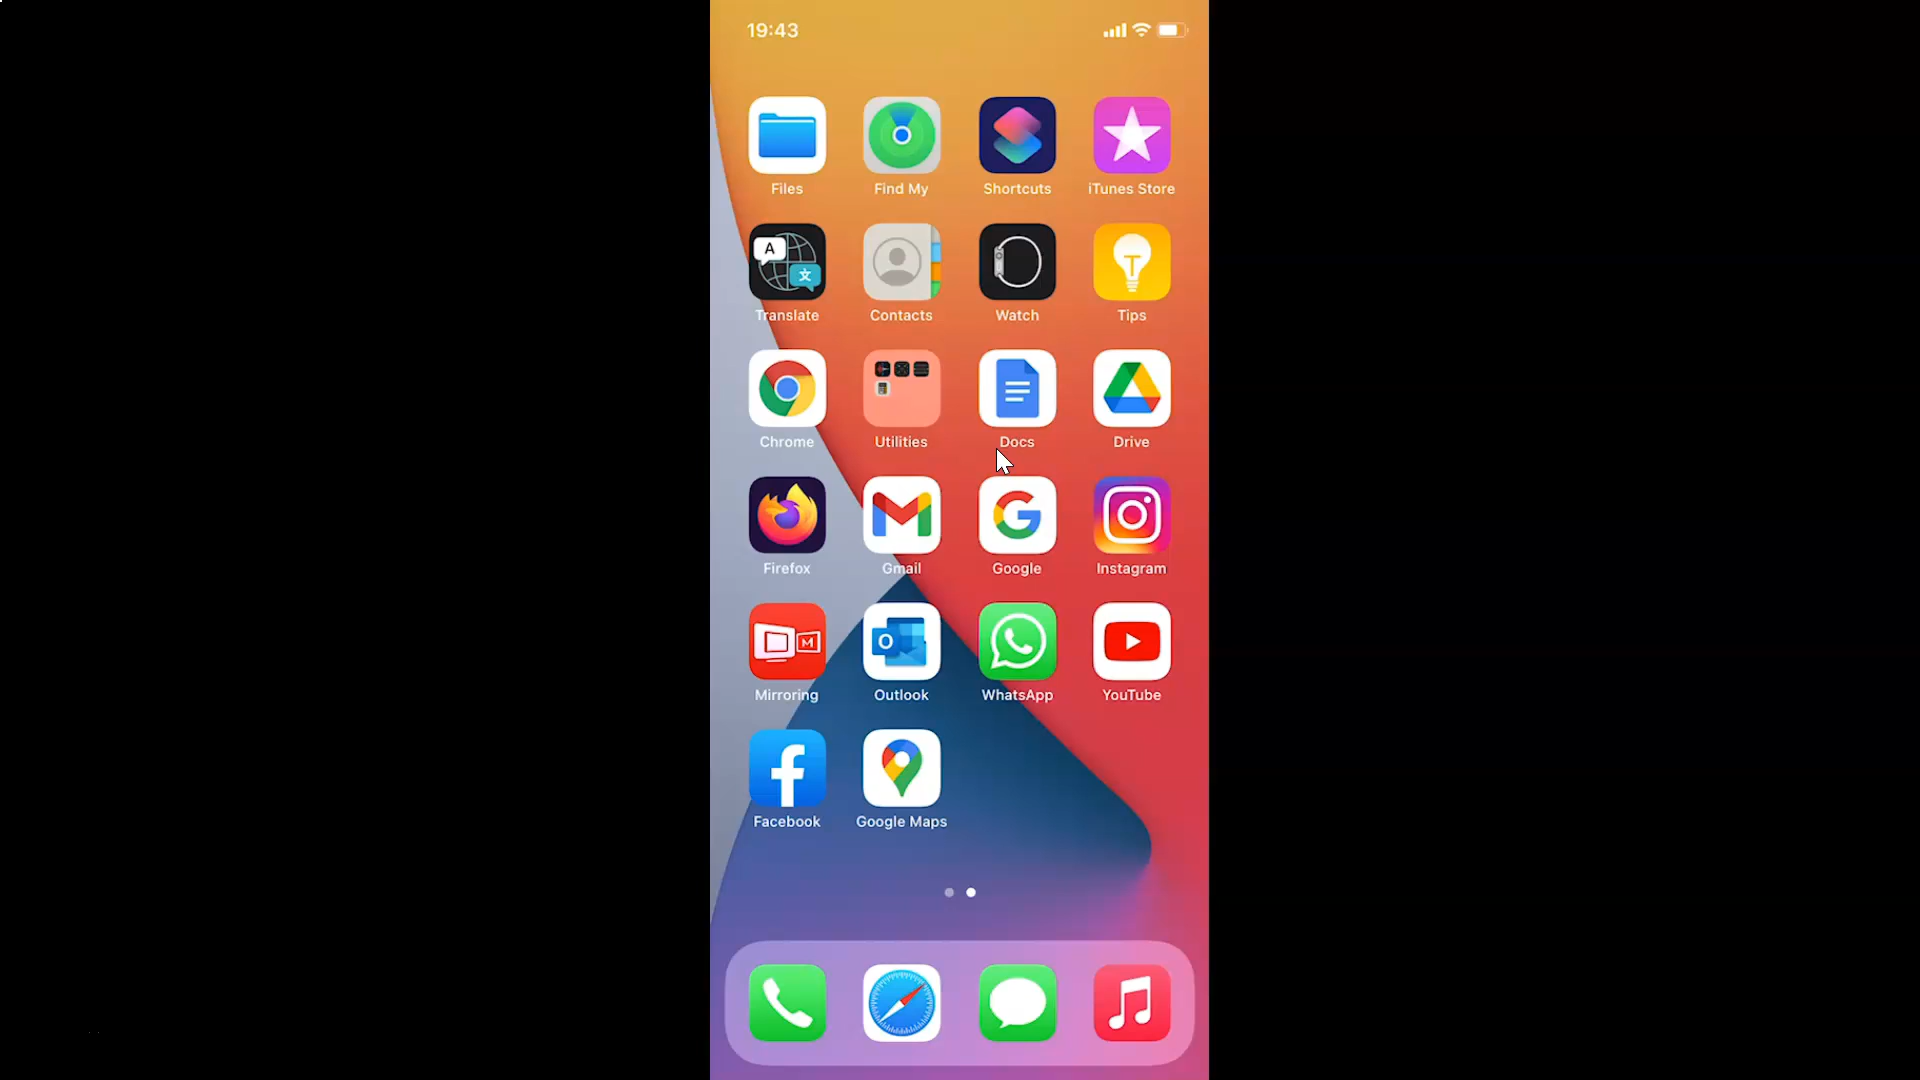 19:43
Files Find My Shortcuts iTunes Store
A 文 T
Translate Contacts Watch Tips
Chrome Utilities Docs Drive
Firefox Gmail Google Instagram
M O
Mirroring Outlook WhatsApp YouTube
Facebook Google Maps